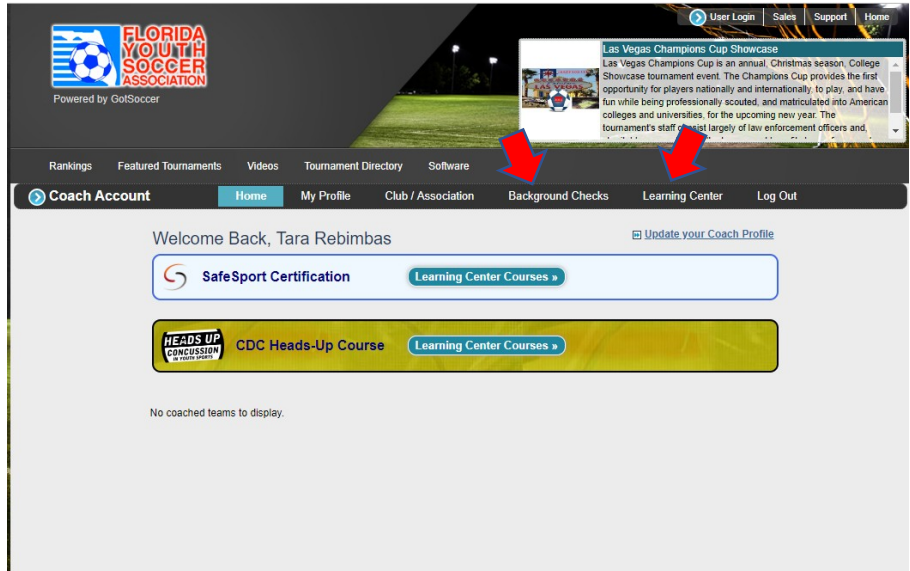 User Login Sales Support Home
FLORIDA
YOUTH
SOCCER
ASSOCIATION
Powered by GotSoccer
Las Vegas Champions Cup Showcase
Las Vegas Champions Cup is an annual, Christmas season, College
Showcase tournament event. The Champions Cup provides the first
opportunity for players nationally and internationally, to play, and have
fun while being professionally scouted, and matriculated into American
colleges and universities, for the upcoming new year. The
tournament's staff consist largely of law enforcement officers and,
LAS VEGAS
Rankings Featured Tournaments Videos Tournament Directory Software
Coach Account Home My Profile Club / Association Background Checks Learning Center Log Out
Welcome Back, Tara Rebimbas
Update your Coach Profile
SafeSport Certification Learning Center Courses »
HEADS UP
CONCUSSION
IN YOUTH SPORTS
CDC Heads-Up Course Learning Center Courses »
No coached teams to display.